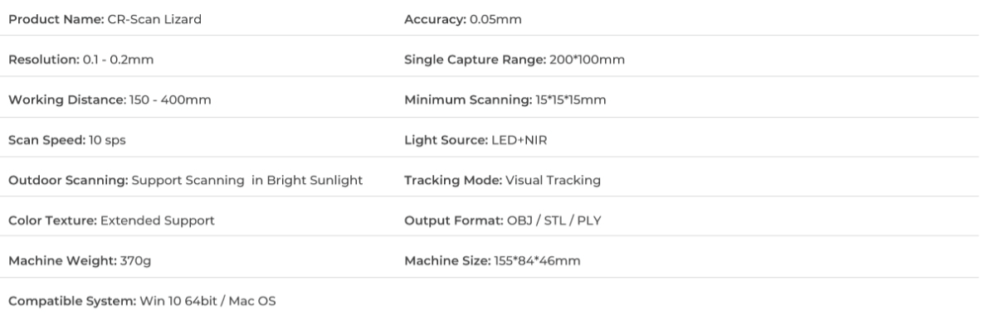 Product Name: CR-Scan Lizard
Accuracy: 0.05mm
Resolution: 0.1 - 0.2mm
Single Capture Range: 200*100mm
Working Distance: 150 - 400mm
Minimum Scanning: 15*15*15mm
Scan Speed: 10 sps
Light Source: LED+NIR
Outdoor Scanning: Support Scanning  in Bright Sunlight
Tracking Mode: Visual Tracking
Color Texture: Extended Support
Output Format: OBJ / STL / PLY
Machine Weight: 370g
Machine Size: 155*84*46mm
Compatible System: Win 10 64bit / Mac OS